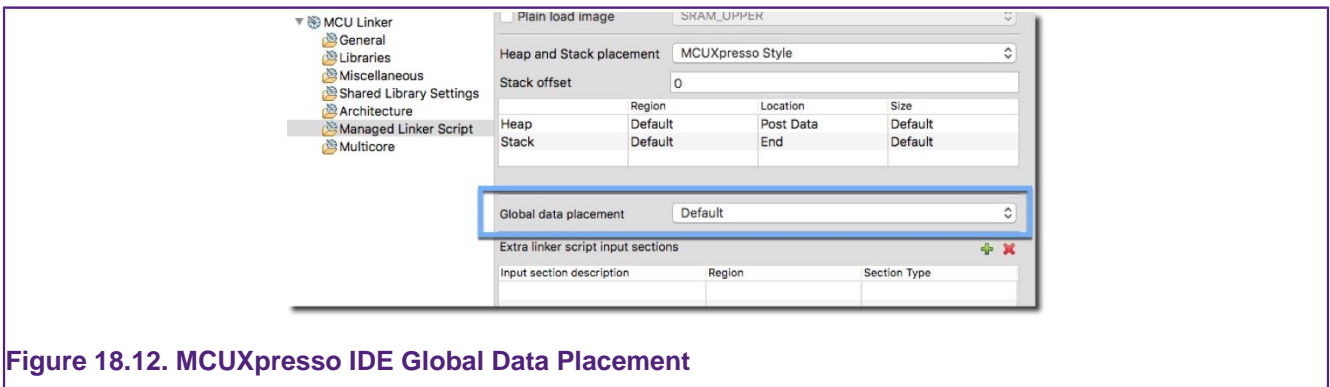 MCU Linker
General
Libraries
Miscellaneous
Shared Library Settings
Architecture
Managed Linker Script
Multicore
Plain load image SRAM_UPPER
Heap and Stack placement MCUXpresso Style
Stack offset 0
Region Location Size
Heap Default Post Data Default
Stack Default End Default
Global data placement Default
Extra linker script input sections
Input section description Region Section Type
Figure 18.12. MCUXpresso IDE Global Data Placement